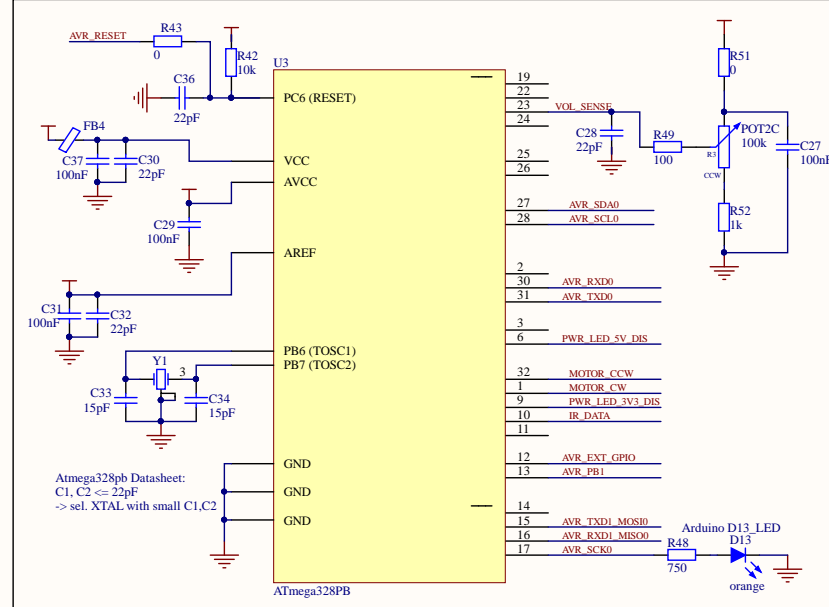 AVR_RESET
R43
0
R42
10k
C36
22pF
FB4
C37
100nF
C30
22pF
C29
100nF
C31
100nF
C32
22pF
Y1
3
C33
15pF
C34
15pF
Atmega328pb Datasheet:
C1, C2 <= 22pF
-> sel. XTAL with small C1,C2
U3
PC6 (RESET)
VCC
AVCC
AREF
PB6 (TOSC1)
PB7 (TOSC2)
GND
GND
GND
ATmega328PB
19
22
23 VOL_SENSE
24
25
26
27 AVR_SDA0
28 AVR_SCL0
2
30 AVR_RXD0
31 AVR_TXD0
3
6 PWR_LED_5V_DIS
32 MOTOR_CCW
1 MOTOR_CW
9 PWR_LED_3V3_DIS
10 IR_DATA
11
12 AVR_EXT_GPIO
13 AVR_PB1
14
15 AVR_TXD1_MOSI0
16 AVR_RXD1_MISO0
17 AVR_SCK0
C28
22pF
R49
100
R51
0
POT2C
100k
R3
CCW
C27
100nF
R52
1k
Arduino D13_LED
R48
750
D13
orange